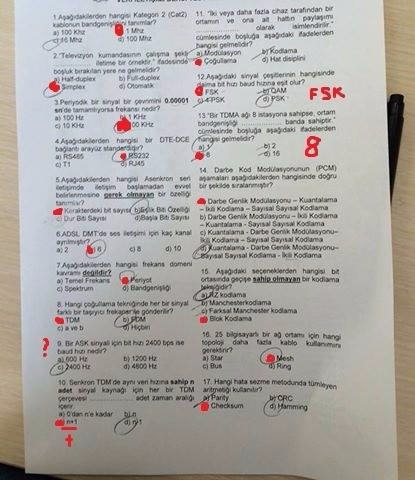 1.Aşağıdakilerden hangisi Kategori 2 (Cat2)
kablonun bandgenişliğidir?
a) 100 Khz 1 Mhz
16 Mhz d) 100 Mhz
2."Televizyon kumandasının çalışma şekli
iletime bir örnektir." ifadesinde
boşluk bırakılan yere ne gelmelidir?
a) Half-duplex b) Full-duplex
Simplex d) Otomatik
3.Periyodik bir sinyal bir çevrimini 0.00001
sn de tamamlıyorsa frekansı nedir?
a) 100 Hz 1 KHz
c) 10 KHz 100 KHz
4.Aşağıdakilerden hangisi bir DTE-DCE
bağlantı arayüz standardıdır?
a) RS485 RS232
c) T1 d) RJ45
5.Aşağıdakilerden hangisi Asenkron seri
iletişimde iletişim başlamadan evvel
belirlenmesine gerek olmayan bir özelliği
tanımlar?
Karakterdeki bit sayısı b)Eşlik Biti Özelliği
c) Dur Biti Sayısı d)Başla Biti Sayısı
6.ADSL DMT'de ses iletişimi için kaç kanal
ayrılmıştır?
a) 2 b) 6 c) 8 d) 10
7.Aşağıdakilerden hangisi frekans domeni
kavramı değildir?
a) Temel Frekans Periyot
c) Spektrum d) Bandgenişliği
8. Hangi çoğullama tekniğinde her bir sinyal
farklı bir taşıyıcı frekansı ile gönderilir?
TDM b) FDM
c) a ve b d) Hiçbiri
?
9. Bir ASK sinyali için bit hızı 2400 bps ise
baud hızı nedir?
a) 600 Hz b) 1200 Hz
c) 2400 Hz d) 4800 Hz
10. Senkron TDM de aynı veri hızına sahip n
adet sinyal kaynağı için her bir TDM
çerçevesi adet zaman aralığı
içerir.
a) 0'dan n'e kadar b) n
n+1 d) n-1
+
11. "İki veya daha fazla cihaz tarafından bir
ortamın ve ona ait hattın paylaşımı
olarak isimlendirilir."
cümlesinde boşluğa aşağıdaki ifadelerden
hangisi gelmelidir?
a)Modülasyon b) Kodlama
Çoğullama d) Hat disiplini
12.Aşağıdaki sinyal çeşitlerinin hangisinde
daima bit hızı baud hızına eşit olur?
FSK b)QAM
c) 4-PSK d) PSK
FSK
13."Bir TDMA ağı 8 istasyona sahipse, ortam
bandgenişliği banda sahiptir."
cümlesinde boşluğa aşağıdaki ifadelerden
hangisi gelmelidir?
a) b) 2
8 d) 16
8
14. Darbe Kod Modülasyonunun (PCM)
aşamaları aşağıdakilerden hangisinde doğru
bir şekilde sıralanmıştır?
Darbe Genlik Modülasyonu – Kuantalama
– İkili Kodlama – Sayısal Sayısal Kodlama
Kuantalama - Darbe Genlik Modülasyonu
- İkili Kodlama – Sayısal Sayısal Kodlama
c) Kuantalama - Darbe Genlik Modülasyonu
- Sayısal Sayısal Kodlama - İkili Kodlama
d) Darbe Genlik Modülasyonu– Kuantalama–
Sayısal Sayısal Kodlama - İkili Kodlama
15. Aşağıdaki seçeneklerden hangisi bit
ortasında geçişe sahip olmayan bir kodlama
tekniğidir?
a)RZ kodlama
b) Manchesterkodlama
c) Farksal Manchester kodlama
Blok Kodlama
16. 25 bilgisayarlı bir ağ ortamı için hangi
topoloji daha fazla kablo kullanımını
gerektirir?
a) Star Mesh
c) Bus d) Ring
17. Hangi hata sezme metodunda tümleyen
aritmetiği kullanılır?
a) Parity b) CRC
Checksum d) Hamming